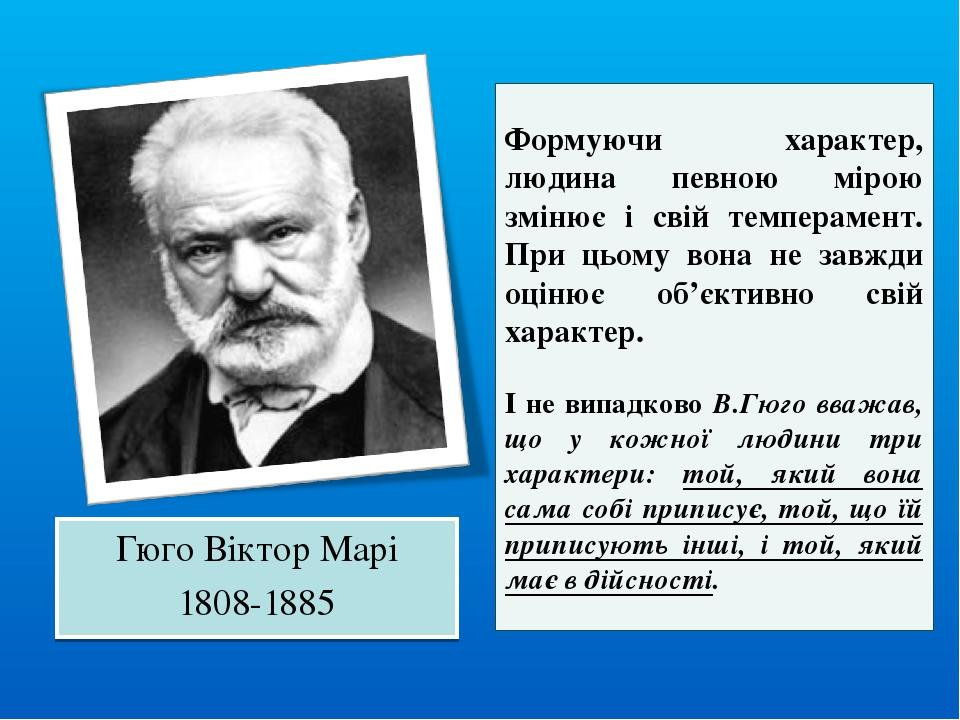 Формуючи характер,
людина певною мірою
змінює і свій темперамент.
При цьому вона не завжди
оцінює об’єктивно свій
характер.
І не випадково В.Гюго вважав,
що у кожної людини три
характери: той, який вона
сама собі приписує, той, що їй
приписують інші, і той, який
має в дійсності.
Гюго Віктор Марі
1808-1885